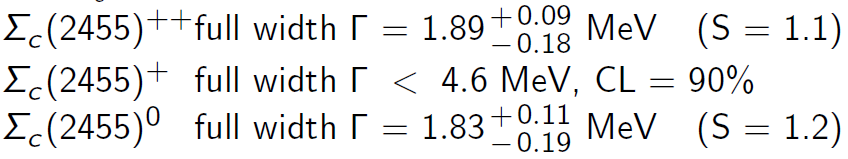 Σc(2455)++ full width Γ = 1.89 +0.09 −0.18 MeV (S = 1.1)
Σc(2455)+ full width Γ < 4.6 MeV, CL = 90%
Σc(2455)0 full width Γ = 1.83 +0.11 −0.19 MeV (S = 1.2)